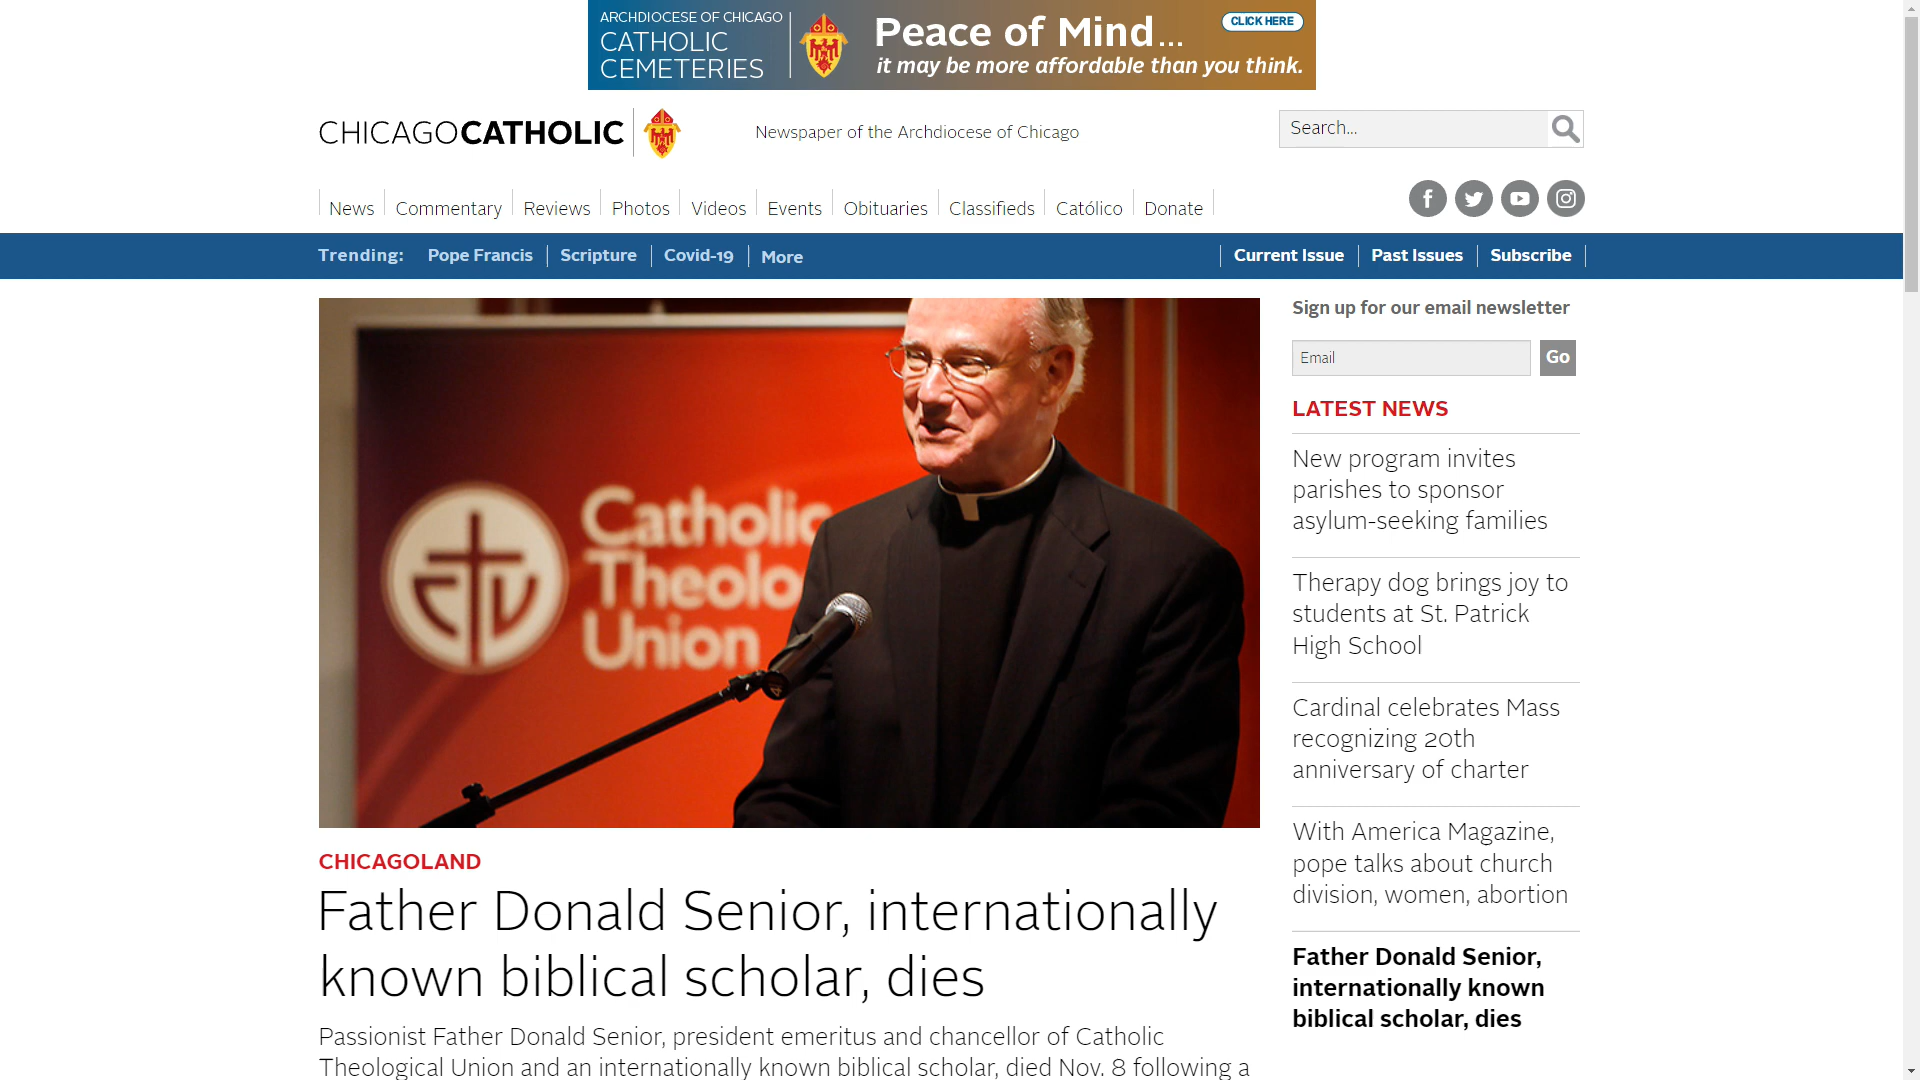 ARCHDIOCESE OF CHICAGO
CATHOLIC
CEMETERIES
Peace of Mind...
it may be more affordable than you think.
CLICK HERE
CHICAGOCATHOLIC
Newspaper of the Archdiocese of Chicago
Search...
News
Commentary
Reviews
Photos
Videos
Events
Obituaries
Classifieds
Católico
Donate
Trending:
Pope Francis
Scripture
Covid-19
More
Current Issue
Past Issues
Subscribe
Catholic
Theolo
Union
CHICAGOLAND
Father Donald Senior, internationally
known biblical scholar, dies
Passionist Father Donald Senior, president emeritus and chancellor of Catholic
Theological Union and an internationally known biblical scholar, died Nov. 8 following a
Sign up for our email newsletter
Email
Go
LATEST NEWS
New program invites
parishes to sponsor
asylum-seeking families
Therapy dog brings joy to
students at St. Patrick
High School
Cardinal celebrates Mass
recognizing 20th
anniversary of charter
With America Magazine,
pope talks about church
division, women, abortion
Father Donald Senior,
internationally known
biblical scholar, dies